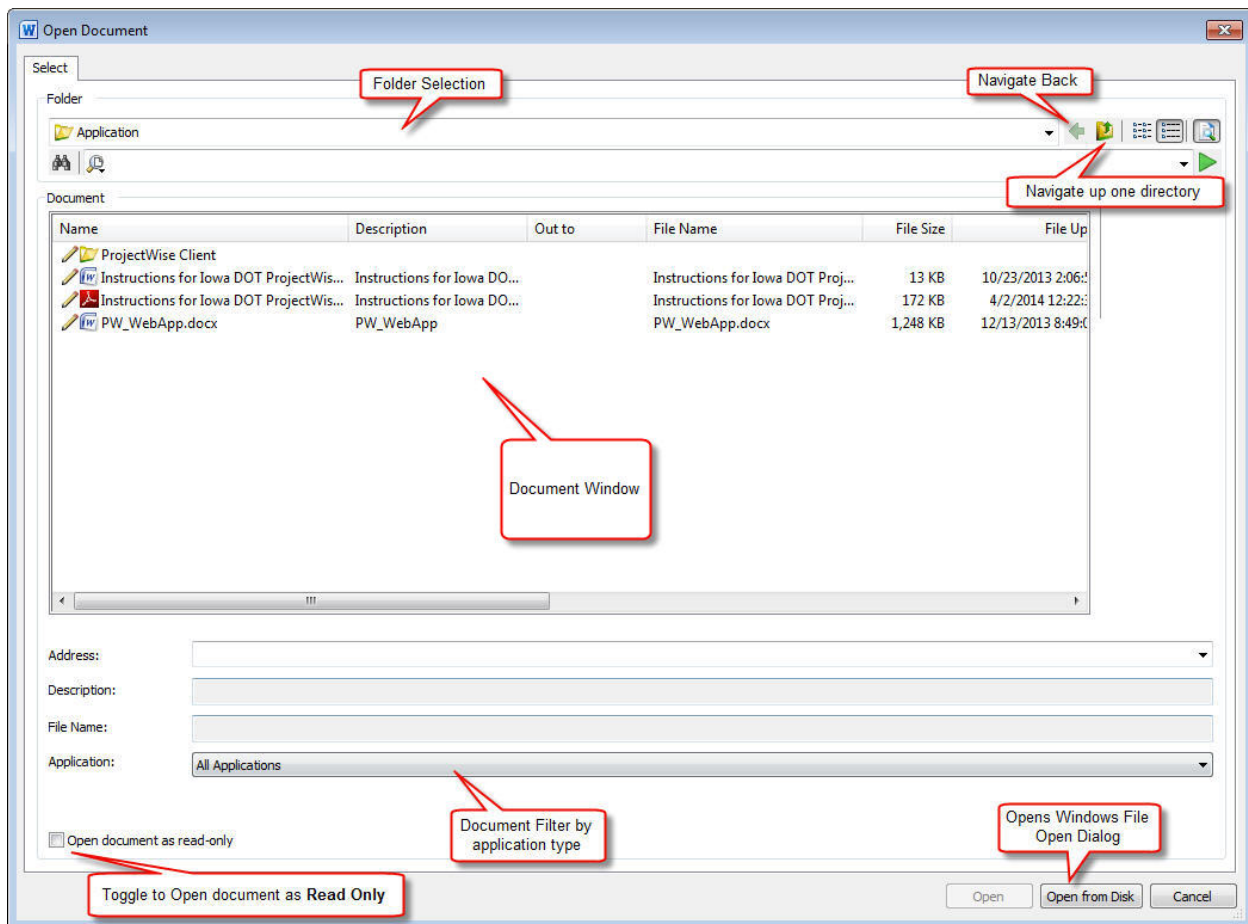 Open Document
Select
Folder Selection
Navigate Back
Folder
Application
Navigate up one directory
Document
Name Description Out to File Name File Size File Up
ProjectWise Client
Instructions for Iowa DOT ProjectWis... Instructions for Iowa DO... Instructions for Iowa DOT Proj... 13 KB 10/23/2013 2:06:5
Instructions for Iowa DOT ProjectWis... Instructions for Iowa DO... Instructions for Iowa DOT Proj... 172 KB 4/2/2014 12:22:3
PW_WebApp.docx PW_WebApp PW_WebApp.docx 1,248 KB 12/13/2013 8:49:0
Document Window
Address:
Description:
File Name:
Application: All Applications
Document Filter by
application type
Opens Windows File
Open Dialog
Open document as read-only
Toggle to Open document as Read Only
Open Open from Disk Cancel